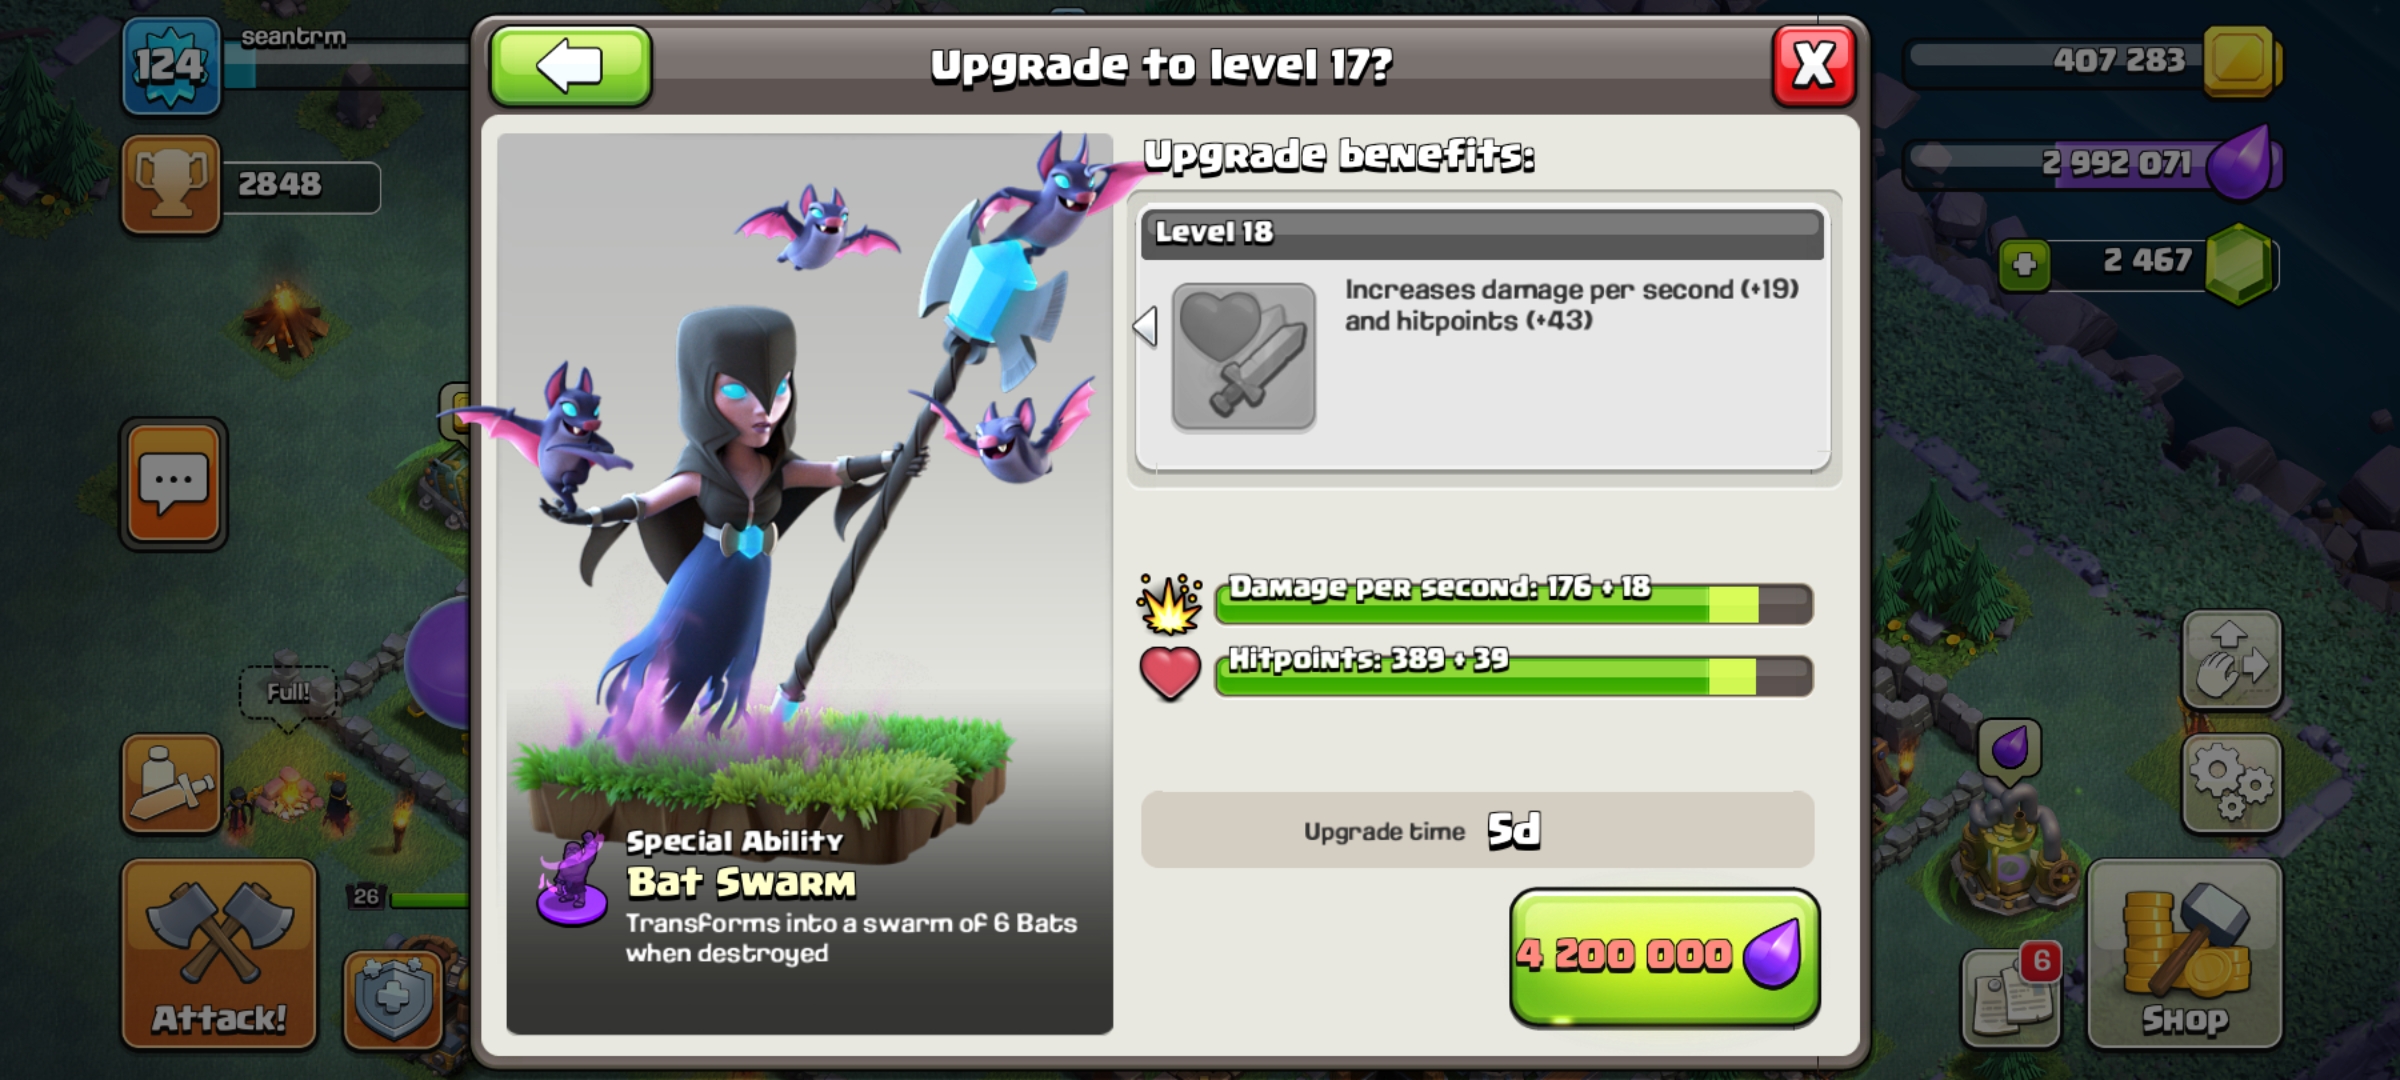 124
seantrm
Upgrade to level 17?
X
407 283
2848
Upgrade benefits:
2 992 071
Level 18
2 467
Increases damage per second (+19)
and hitpoints (+43)
Damage per second: 176 + 18
Hitpoints: 389 + 39
Full!
Upgrade time 5d
Special Ability
Bat Swarm
Transforms into a swarm of 6 Bats
when destroyed
26
4 200 000
6
Attack!
Shop